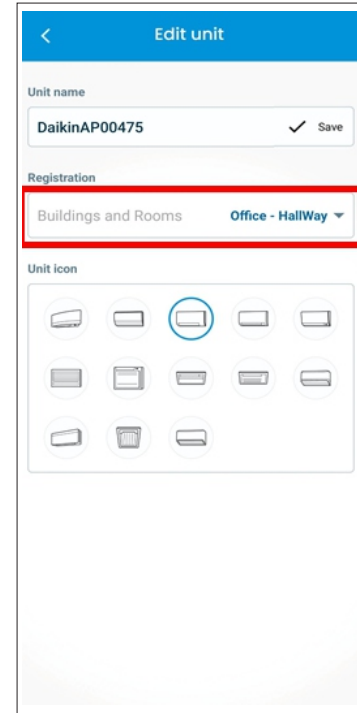 Edit unit
Unit name
DaikinAP00475 Save
Registration
Buildings and Rooms Office - HallWay
Unit icon